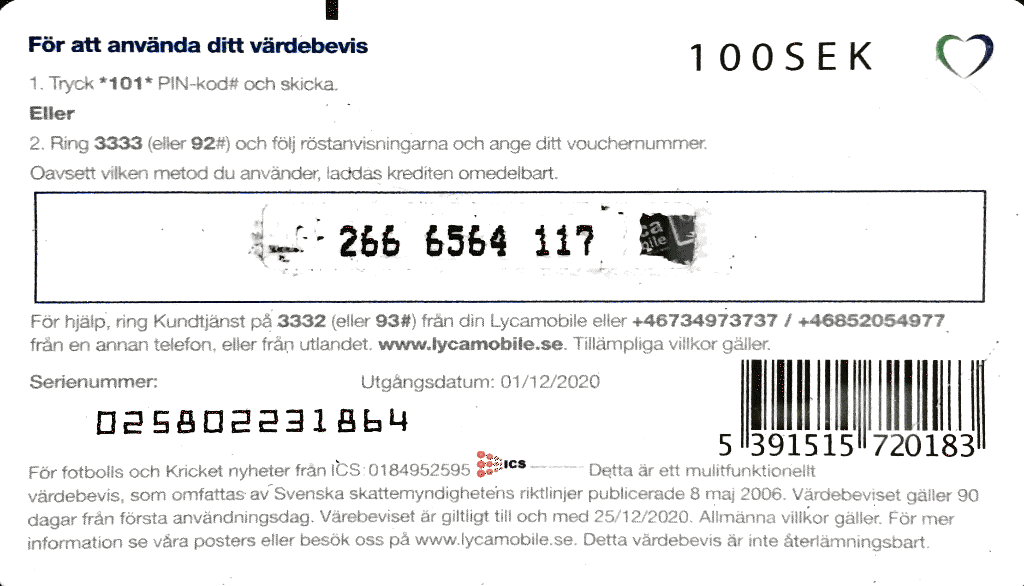 För att använda ditt värdebevis
100SEK
1. Tryck *101* PIN-kod# och skicka.
Eller
2. Ring 3333 (eller 92#) och följ röstanvisningarna och ange ditt vouchernummer.
Oavsett vilken metod du använder, laddas krediten omedelbart.
266 6564 117
För hjälp, ring Kundtjänst på 3332 (eller 93#) från din Lycamobile eller +46734973737 / +46852054977
från en annan telefon, eller från utlandet. www.lycamobile.se. Tillämpliga villkor gäller.
Serienummer:
Utgångsdatum: 01/12/2020
025802231864
5 391515 720183
För fotbolls och Kricket nyheter från ICS 0184952595 ICS Detta är ett mulitfunktionellt
värdebevis, som omfattas av Svenska skattemyndighetens riktlinjer publicerade 8 maj 2006. Värdebeviset gäller 90
dagar från första användningsdag. Värebeviset är giltligt till och med 25/12/2020. Allmänna villkor gäller. För mer
information se våra posters eller besök oss på www.lycamobile.se. Detta värdebevis är inte återlämningsbart.